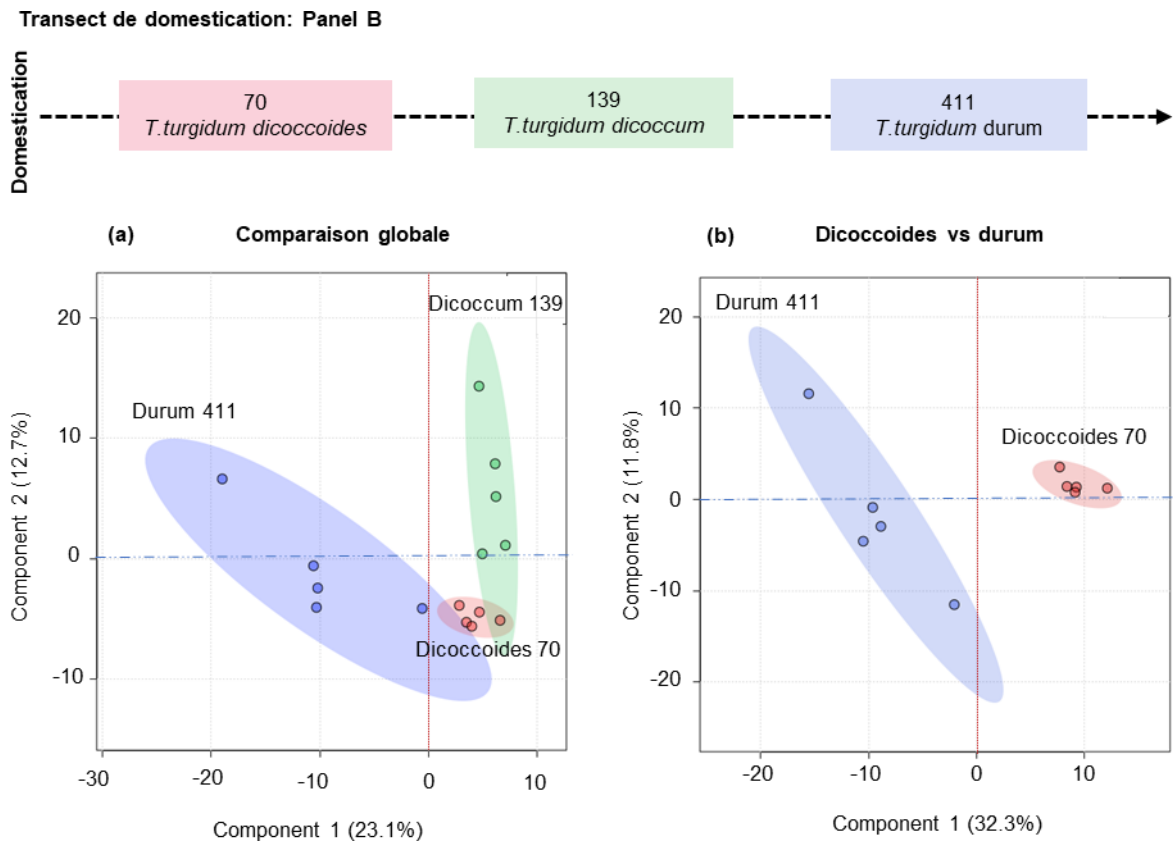 Transect de domestication: Panel B
Domestication
70
T.turgidum dicoccoides
139
T.turgidum dicoccum
411
T.turgidum durum
(a) Comparaison globale
Dicoccum 139
Durum 411
Dicoccoides 70
20
10
0
-10
-30 -20 -10 0 10
Component 2 (12.7%)
Component 1 (23.1%)
(b) Dicoccoides vs durum
Durum 411
Dicoccoides 70
20
10
0
-10
-20
-20 -10 0 10
Component 2 (11.8%)
Component 1 (32.3%)